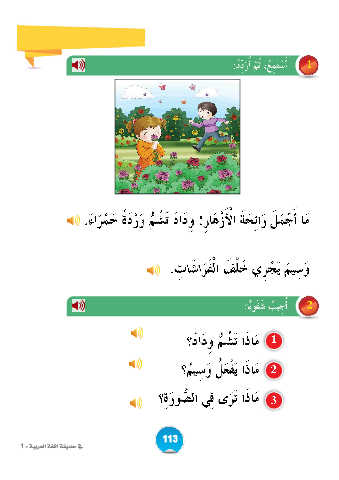 1 أَسْتَمِعُ، ثُمَّ أُرَدِّدُ:
مَا أَجْمَلَ رَائِحَةَ الْأَزْهَارِ! وِدَادُ تَشُمُّ وَرْدَةً حَمْرَاءَ.
وَسِيمُ يَجْرِي خَلْفَ الْفَرَاشَاتِ.
2 أُجِيبُ شَفَوِيًّا:
1 مَاذَا تَشُمُّ وِدَادُ؟
2 مَاذَا يَفْعَلُ وَسِيمُ؟
3 مَاذَا تَرَى فِي الصُّورَةِ؟
113
في حديقة اللغة العربية - 1